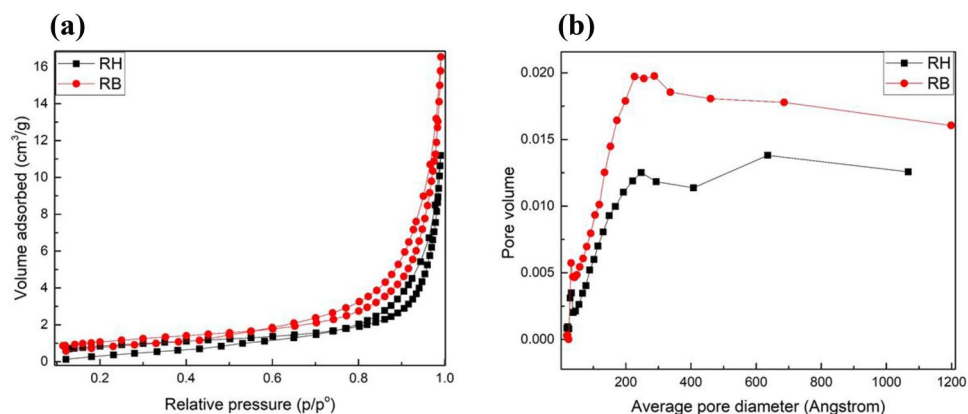 (a)
RH
RB
Volume adsorbed (cm³/g)
16
14
12
10
8
6
4
2
0
0.2
0.4
0.6
0.8
1.0
Relative pressure (p/p°)
(b)
RH
RB
Pore volume
0.020
0.015
0.010
0.005
0.000
200
400
600
800
1000
1200
Average pore diameter (Angstrom)